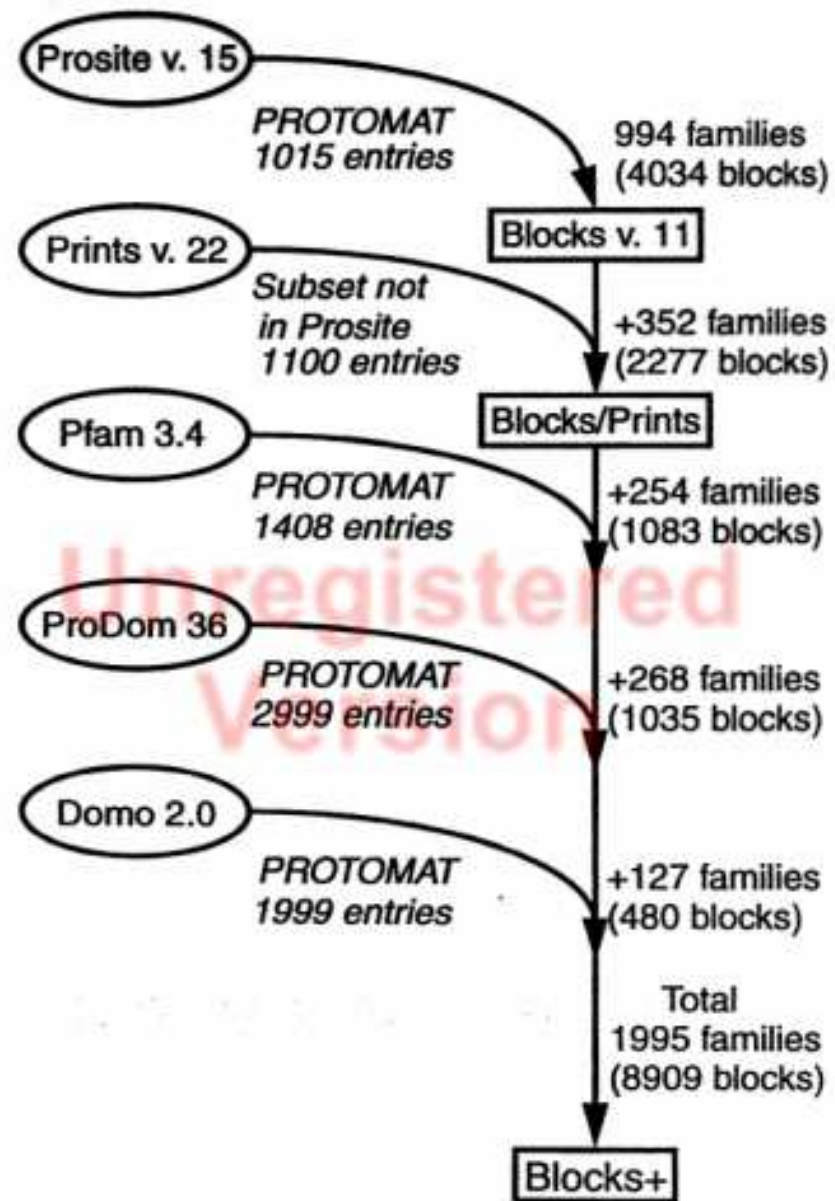 Prosite v. 15
PROTOMAT
1015 entries
994 families
(4034 blocks)
Blocks v. 11
Prints v. 22
Subset not
in Prosite
1100 entries
+352 families
(2277 blocks)
Blocks/Prints
Pfam 3.4
PROTOMAT
1408 entries
+254 families
(1083 blocks)
Unregistered
Version
ProDom 36
PROTOMAT
2999 entries
+268 families
(1035 blocks)
Domo 2.0
PROTOMAT
1999 entries
+127 families
(480 blocks)
Total
1995 families
(8909 blocks)
Blocks+